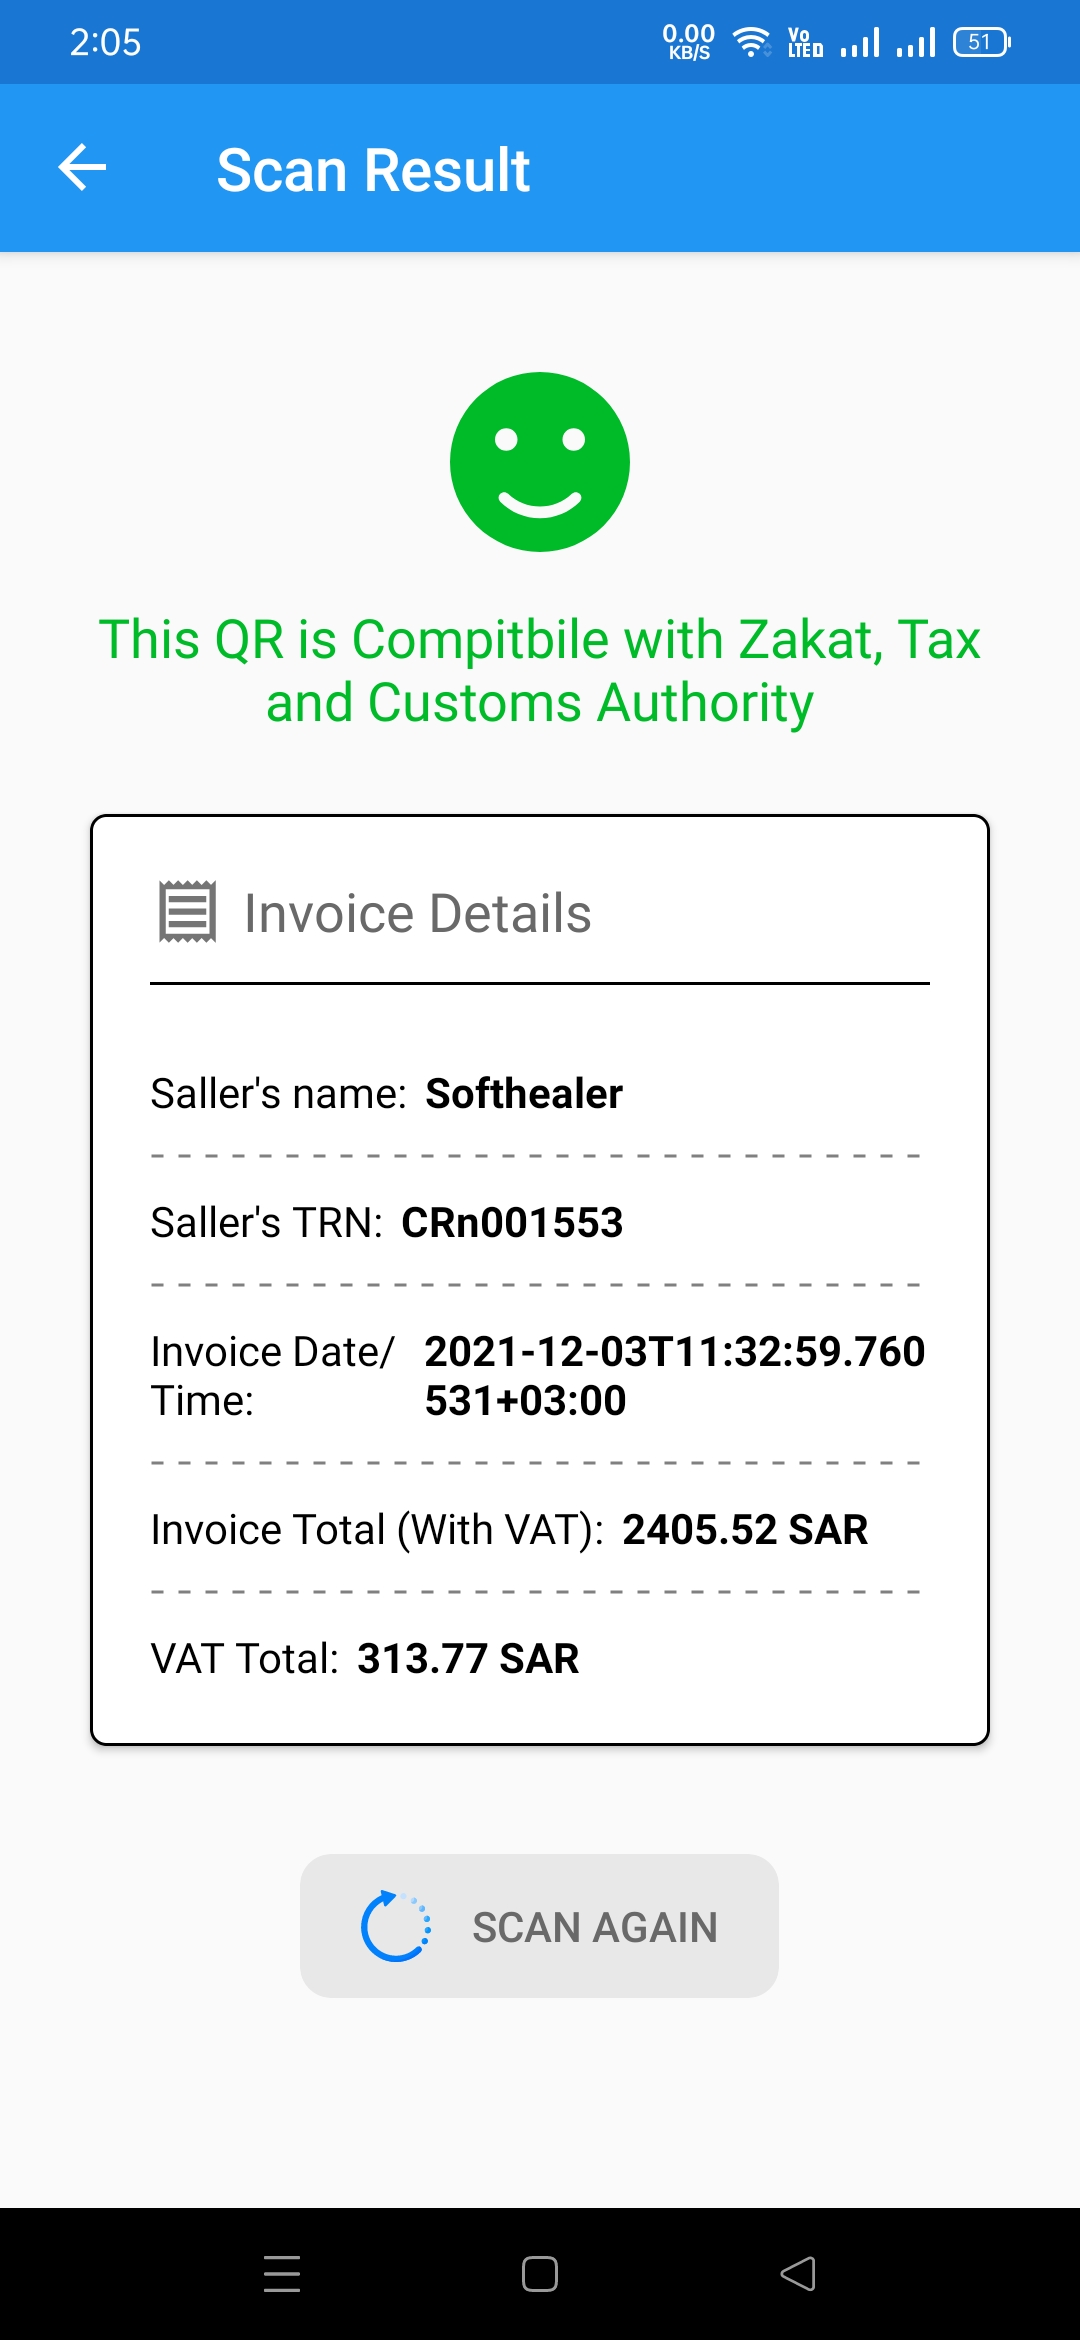 2:05
0.00
KB/S
Vo
LTE
51
Scan Result
This QR is Compitbile with Zakat, Tax
and Customs Authority
Invoice Details
Saller's name: Softhealer
Saller's TRN: CRn001553
Invoice Date/ 2021-12-03T11:32:59.760
Time: 531+03:00
Invoice Total (With VAT): 2405.52 SAR
VAT Total: 313.77 SAR
SCAN AGAIN